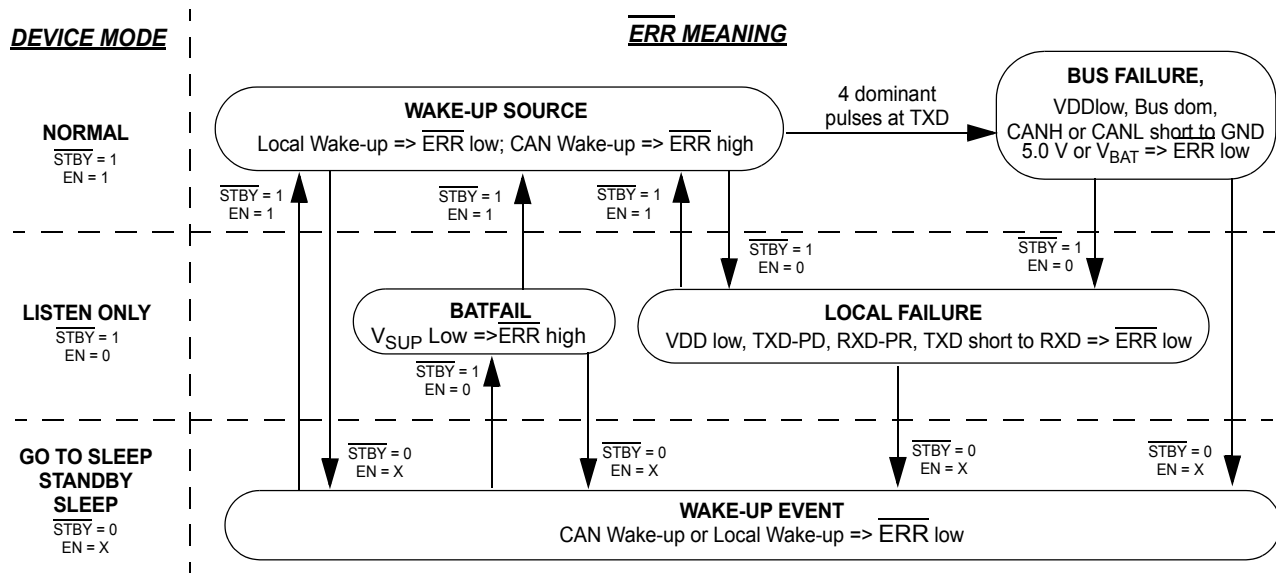 DEVICE MODE
ERR MEANING
NORMAL
STBY = 1
EN = 1
WAKE-UP SOURCE
Local Wake-up => ERR low; CAN Wake-up => ERR high
4 dominant
pulses at TXD
BUS FAILURE,
VDDlow, Bus dom,
CANH or CANL short to GND
5.0 V or VBAT => ERR low
STBY = 1
EN = 1
STBY = 1
EN = 1
STBY = 1
EN = 1
STBY = 1
EN = 0
STBY = 1
EN = 0
LISTEN ONLY
STBY = 1
EN = 0
BATFAIL
VSUP Low =>ERR high
LOCAL FAILURE
VDD low, TXD-PD, RXD-PR, TXD short to RXD => ERR low
STBY = 1
EN = 0
GO TO SLEEP
STANDBY
SLEEP
STBY = 0
EN = X
STBY = 0
EN = X
STBY = 0
EN = X
STBY = 0
EN = X
STBY = 0
EN = X
WAKE-UP EVENT
CAN Wake-up or Local Wake-up => ERR low